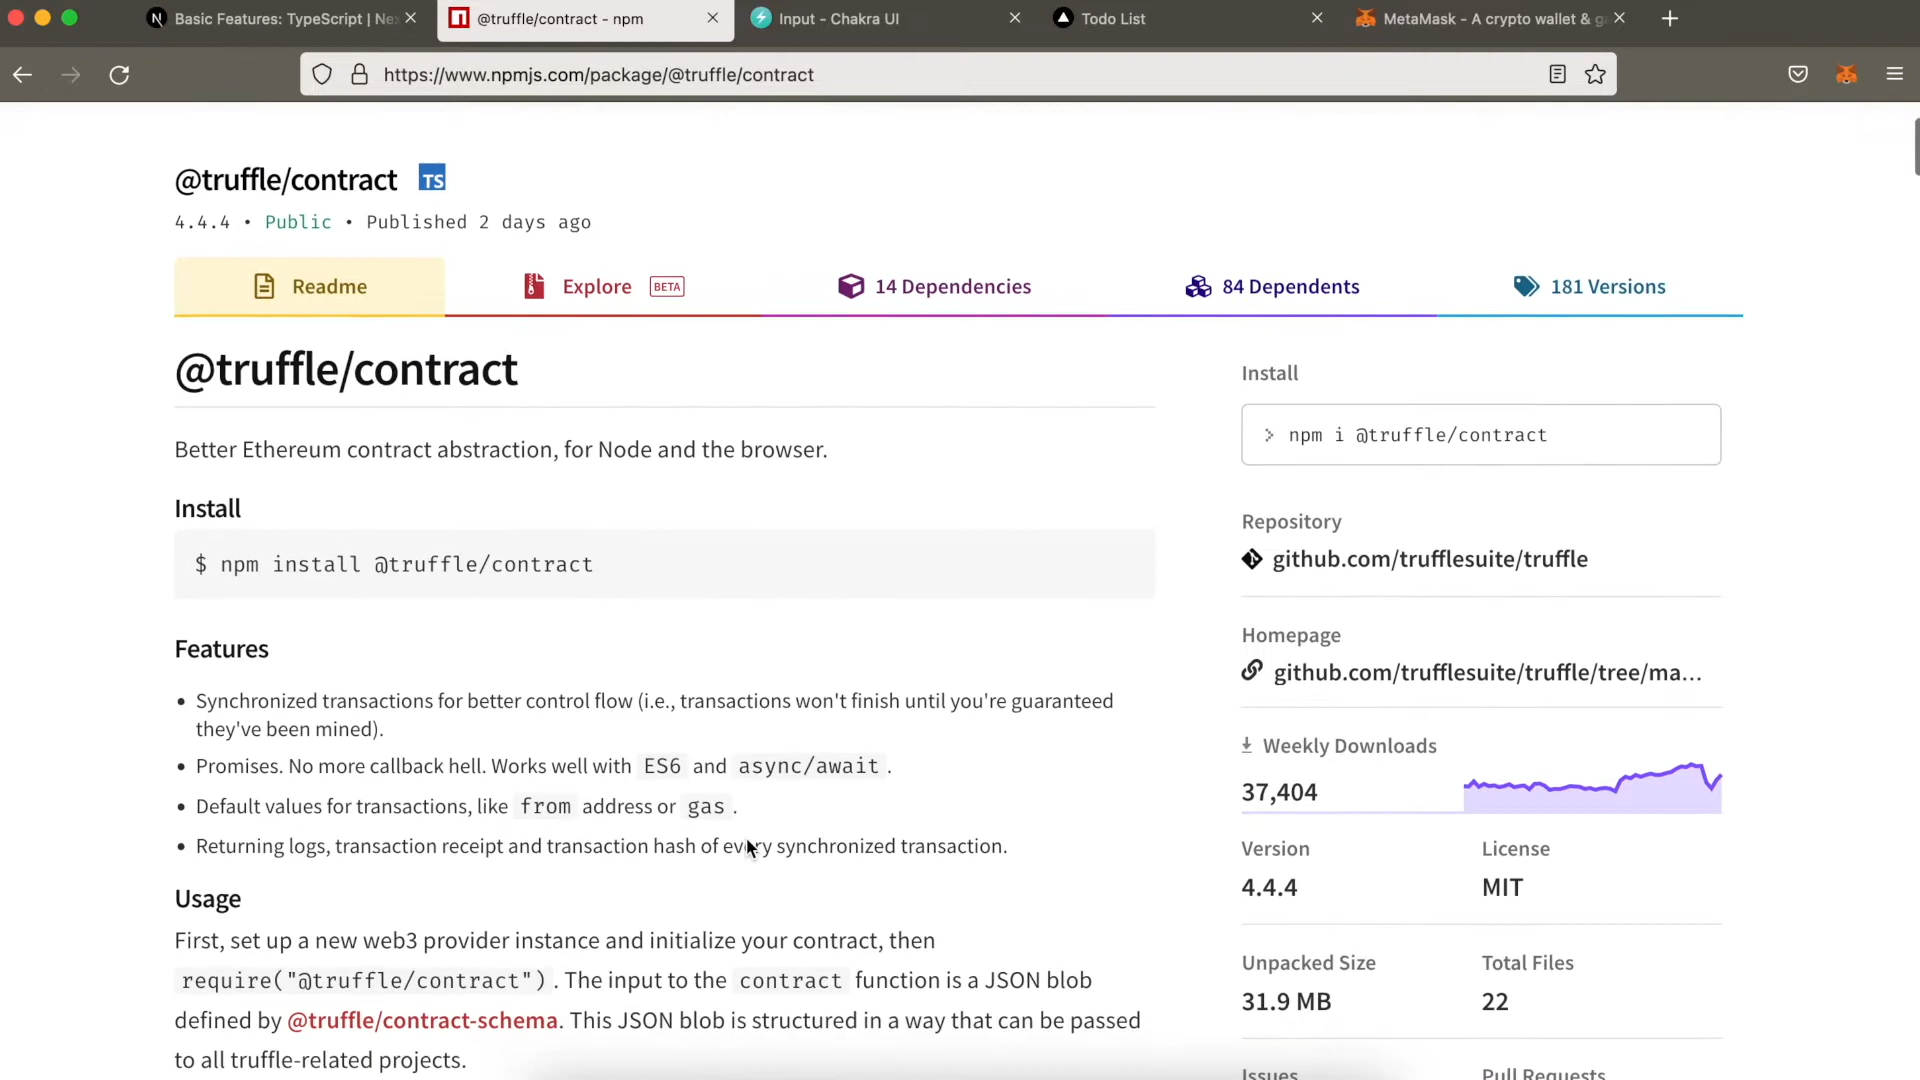 Basic Features: TypeScript | Nex
@truffle/contract - npm
Input - Chakra UI
Todo List
MetaMask - A crypto wallet & ga
https://www.npmjs.com/package/@truffle/contract
@truffle/contract TS
4.4.4 • Public • Published 2 days ago
Readme
Explore BETA
14 Dependencies
84 Dependents
181 Versions
@truffle/contract
Better Ethereum contract abstraction, for Node and the browser.
Install
$ npm install @truffle/contract
Features
• Synchronized transactions for better control flow (i.e., transactions won't finish until you're guaranteed
they've been mined).
• Promises. No more callback hell. Works well with ES6 and async/await.
• Default values for transactions, like from address or gas.
• Returning logs, transaction receipt and transaction hash of every synchronized transaction.
Usage
First, set up a new web3 provider instance and initialize your contract, then
require("@truffle/contract"). The input to the contract function is a JSON blob
defined by @truffle/contract-schema. This JSON blob is structured in a way that can be passed
to all truffle-related projects.
Install
> npm i @truffle/contract
Repository
github.com/trufflesuite/truffle
Homepage
github.com/trufflesuite/truffle/tree/ma...
Weekly Downloads
37,404
Version
License
4.4.4
MIT
Unpacked Size
Total Files
31.9 MB
22
Issues
Pull Requests